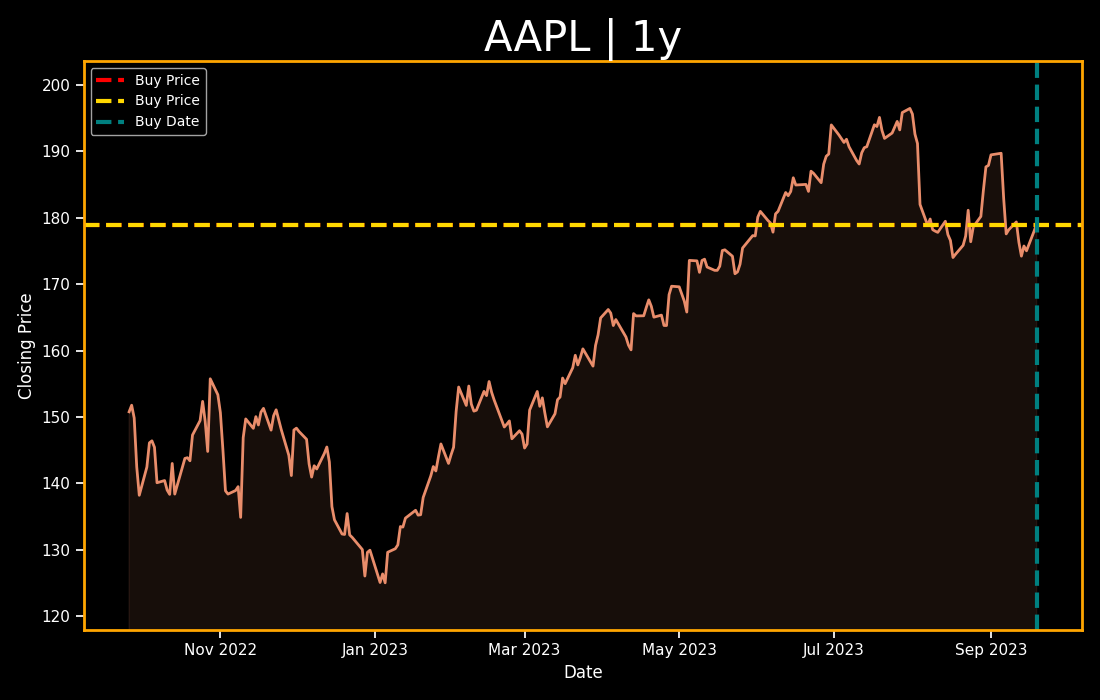 AAPL | 1y
Buy Price
Buy Price
Buy Date
Closing Price
200
190
180
170
160
150
140
130
120
Nov 2022
Jan 2023
Mar 2023
May 2023
Jul 2023
Sep 2023
Date